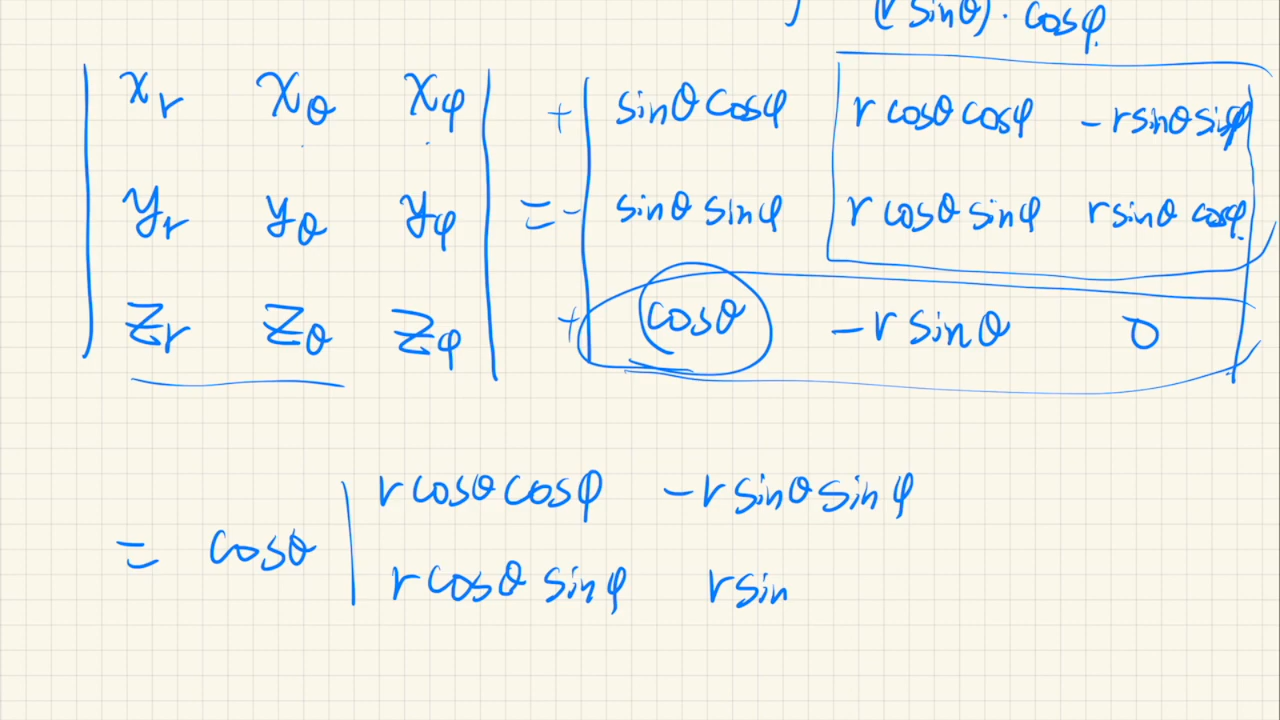 (r sinθ) · cosφ.
| x_r x_θ x_φ | = + | sinθ cosφ r cosθ cosφ - r sinθ sinφ |
| y_r y_θ y_φ | - | sinθ sinφ r cosθ sinφ r sinθ cosφ |
| z_r z_θ z_φ | + | cosθ - r sinθ 0 |
= cosθ | r cosθ cosφ - r sinθ sinφ
r cosθ sinφ r sin